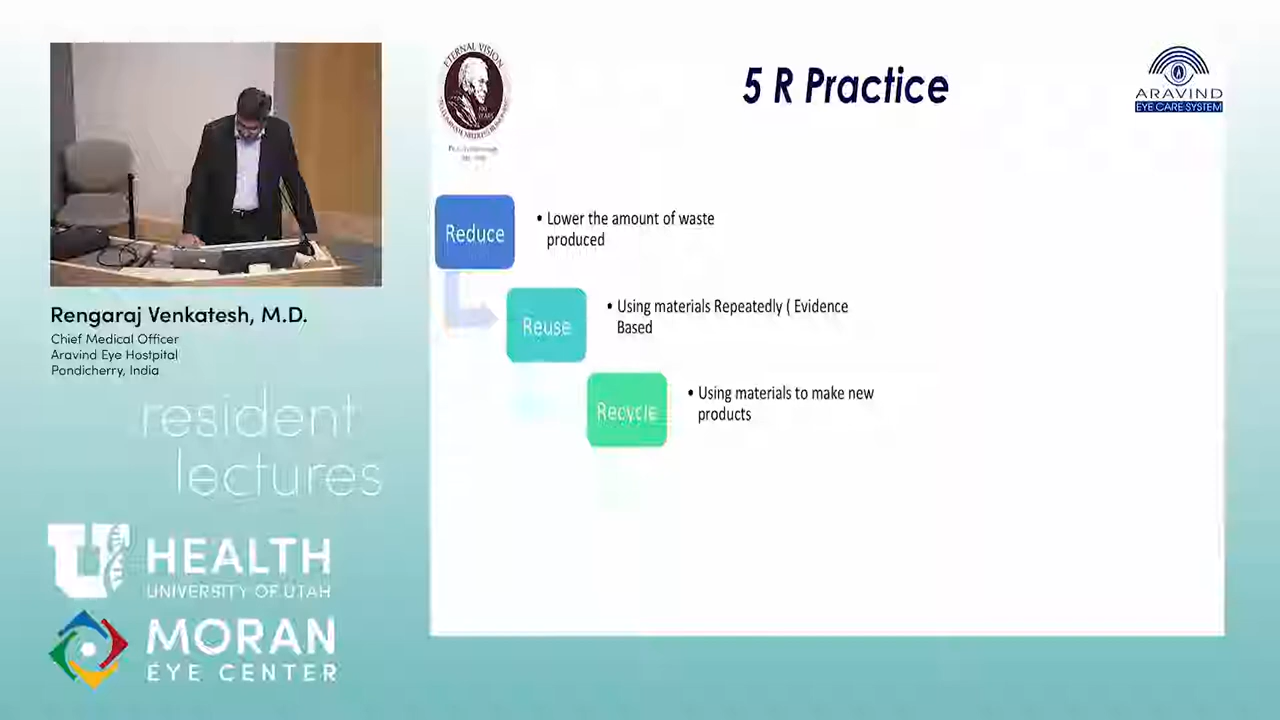 ETERNAL VISION
5 R Practice
ARAVIND
EYE CARE SYSTEM
Reduce
• Lower the amount of waste
produced
Reuse
• Using materials Repeatedly ( Evidence
Based
Recycle
• Using materials to make new
products
Rengaraj Venkatesh, M.D.
Chief Medical Officer
Aravind Eye Hostpital
Pondicherry, India
resident
lectures
U
HEALTH
UNIVERSITY OF UTAH
MORAN
EYE CENTER